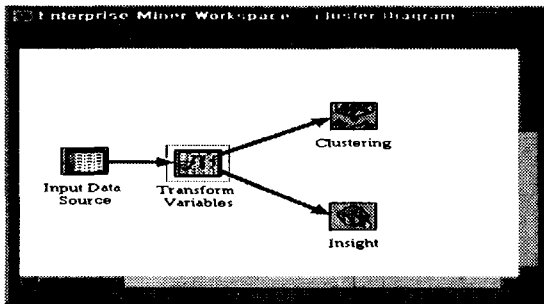 Enterprise Miner Workspace Cluster Diagram
Clustering
Input Data
Source
Transform
Variables
Insight